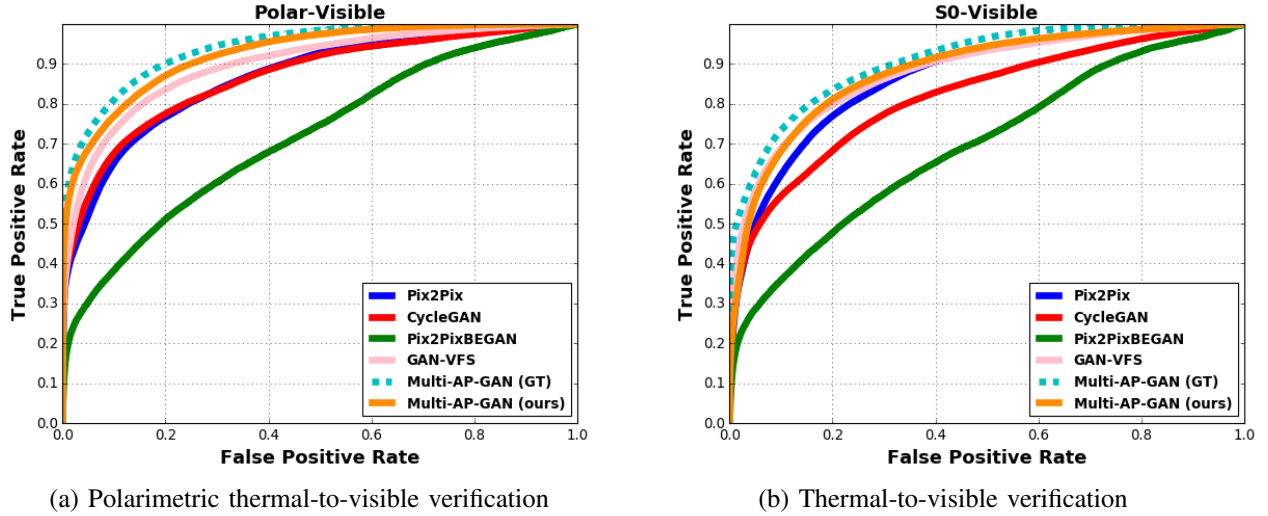 Polar-Visible
True Positive Rate
0.9
0.8
0.7
0.6
0.5
0.4
0.3
0.2
0.1
0.0
0.0 0.2 0.4 0.6 0.8 1.0
False Positive Rate
Pix2Pix
CycleGAN
Pix2PixBEGAN
GAN-VFS
Multi-AP-GAN (GT)
Multi-AP-GAN (ours)
(a) Polarimetric thermal-to-visible verification
S0-Visible
True Positive Rate
0.9
0.8
0.7
0.6
0.5
0.4
0.3
0.2
0.1
0.0
0.0 0.2 0.4 0.6 0.8 1.0
False Positive Rate
Pix2Pix
CycleGAN
Pix2PixBEGAN
GAN-VFS
Multi-AP-GAN (GT)
Multi-AP-GAN (ours)
(b) Thermal-to-visible verification